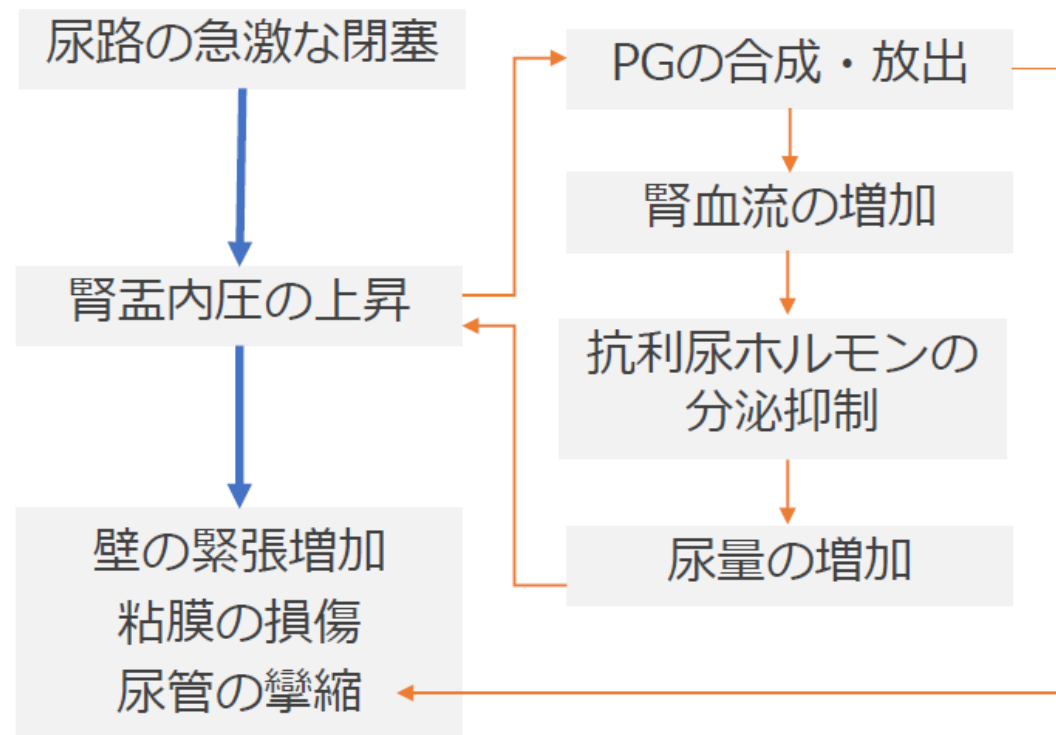 尿路の急激な閉塞
腎盂内圧の上昇
壁の緊張増加
粘膜の損傷
尿管の攣縮
PGの合成・放出
腎血流の増加
抗利尿ホルモンの
分泌抑制
尿量の増加